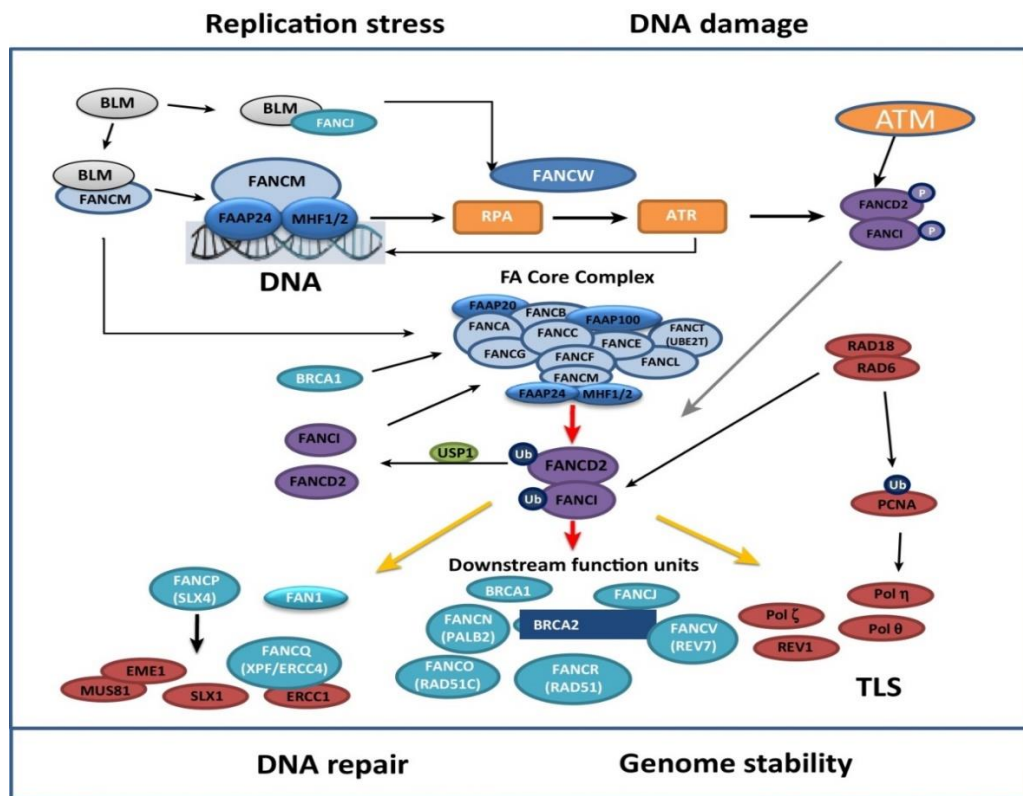 Replication stress
DNA damage
BLM
BLM
FANCJ
ATM
BLM
FANCM
FANCM
FANCW
FANCD2
P
FAAP24
MHF1/2
RPA
ATR
FANCI
P
DNA
FA Core Complex
FAAP20
FANCB
FAAP100
FANCA
FANCC
FANCE
FANCT
(UBE2T)
FANCG
FANCF
FANCL
FANCM
FAAP24
MHF1/2
RAD18
RAD6
BRCA1
FANCI
FANCD2
USP1
Ub
FANCD2
Ub
FANCI
Ub
PCNA
Downstream function units
FANCP
(SLX4)
FAN1
BRCA1
FANCJ
Pol η
FANCN
(PALB2)
BRCA2
FANCV
(REV7)
Pol ζ
Pol θ
REV1
FANCQ
(XPF/ERCC4)
EME1
MUS81
SLX1
ERCC1
FANCO
(RAD51C)
FANCR
(RAD51)
TLS
DNA repair
Genome stability